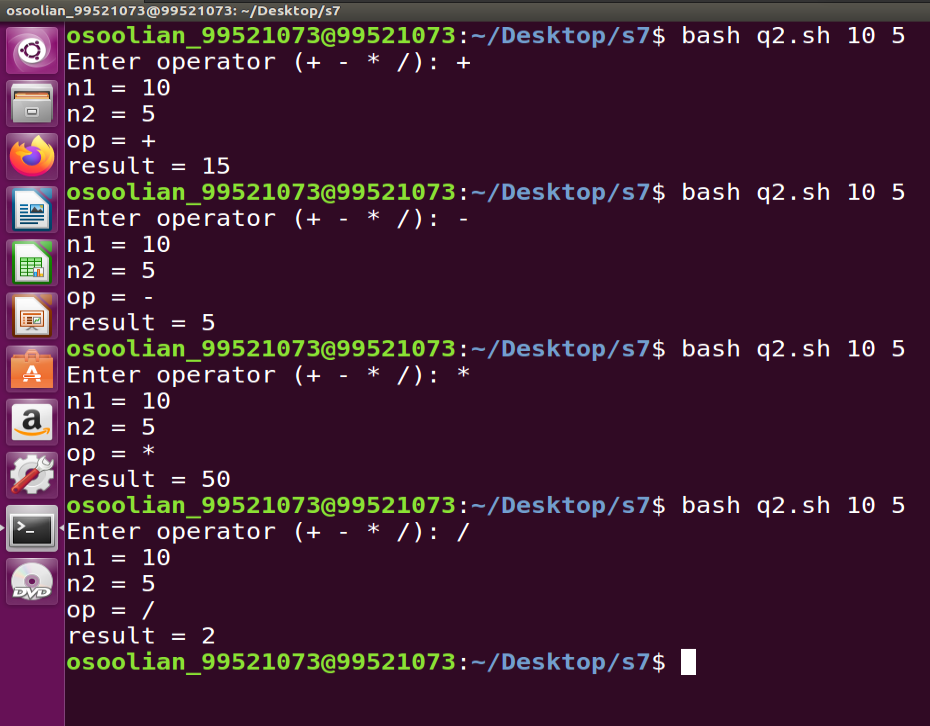 osoolian_99521073@99521073: ~/Desktop/s7
osoolian_99521073@99521073:~/Desktop/s7$ bash q2.sh 10 5
Enter operator (+ - * /): +
n1 = 10
n2 = 5
op = +
result = 15
osoolian_99521073@99521073:~/Desktop/s7$ bash q2.sh 10 5
Enter operator (+ - * /): -
n1 = 10
n2 = 5
op = -
result = 5
osoolian_99521073@99521073:~/Desktop/s7$ bash q2.sh 10 5
Enter operator (+ - * /): *
n1 = 10
n2 = 5
op = *
result = 50
osoolian_99521073@99521073:~/Desktop/s7$ bash q2.sh 10 5
Enter operator (+ - * /): /
n1 = 10
n2 = 5
op = /
result = 2
osoolian_99521073@99521073:~/Desktop/s7$
a
>_
DVD